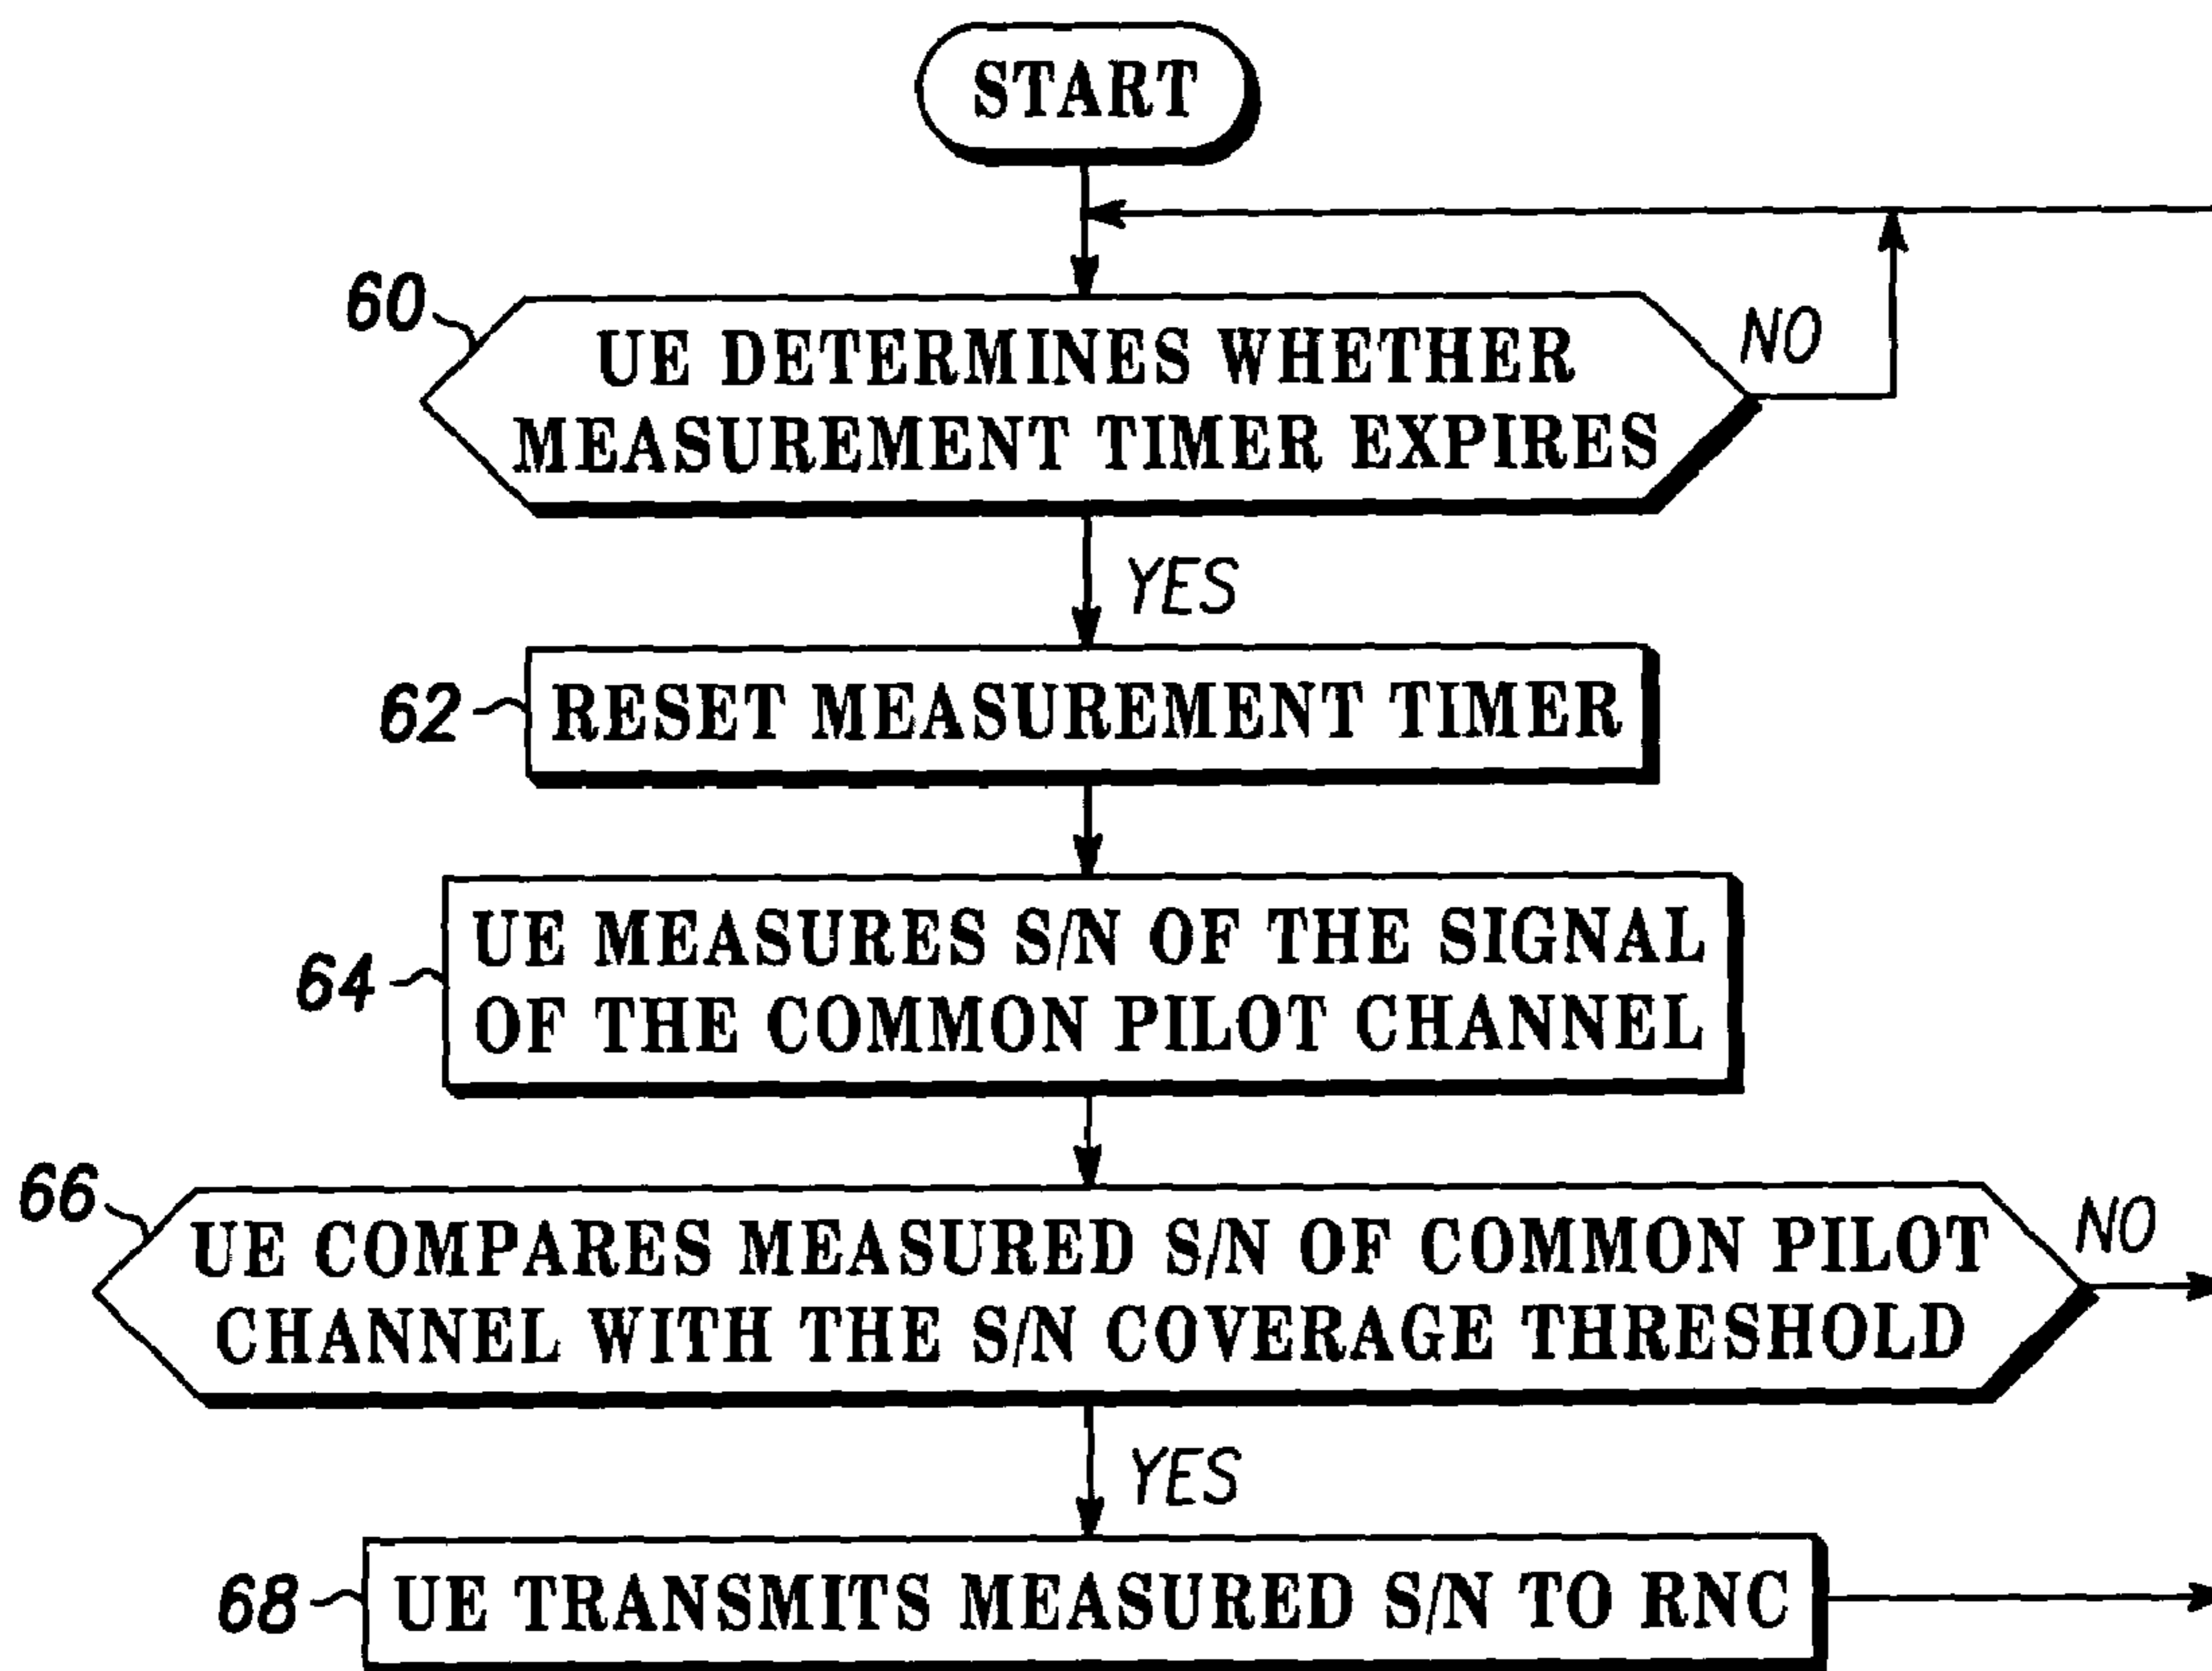 START
60
UE DETERMINES WHETHER
MEASUREMENT TIMER EXPIRES
NO
YES
62
RESET MEASUREMENT TIMER
64
UE MEASURES S/N OF THE SIGNAL
OF THE COMMON PILOT CHANNEL
66
UE COMPARES MEASURED S/N OF COMMON PILOT
CHANNEL WITH THE S/N COVERAGE THRESHOLD
NO
YES
68
UE TRANSMITS MEASURED S/N TO RNC